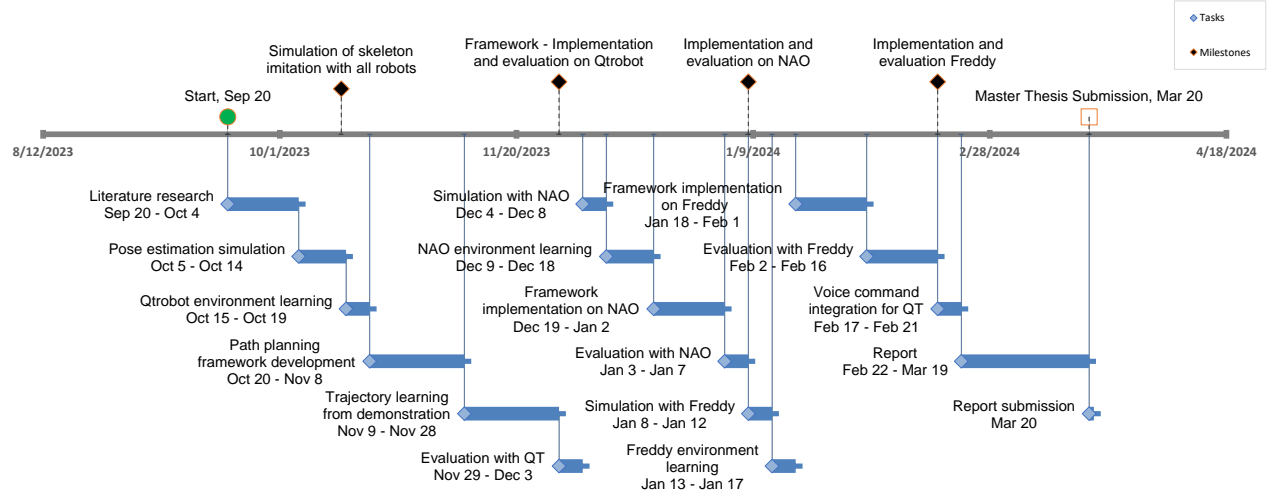 Tasks
Milestones
Simulation of skeleton
imitation with all robots
Framework - Implementation
and evaluation on Qtrobot
Implementation and
evaluation on NAO
Implementation and
evaluation Freddy
Start, Sep 20
Master Thesis Submission, Mar 20
8/12/2023
10/1/2023
11/20/2023
1/9/2024
2/28/2024
4/18/2024
Literature research
Sep 20 - Oct 4
Pose estimation simulation
Oct 5 - Oct 14
Qtrobot environment learning
Oct 15 - Oct 19
Path planning
framework development
Oct 20 - Nov 8
Trajectory learning
from demonstration
Nov 9 - Nov 28
Evaluation with QT
Nov 29 - Dec 3
Simulation with NAO
Dec 4 - Dec 8
NAO environment learning
Dec 9 - Dec 18
Framework
implementation on NAO
Dec 19 - Jan 2
Evaluation with NAO
Jan 3 - Jan 7
Simulation with Freddy
Jan 8 - Jan 12
Freddy environment
learning
Jan 13 - Jan 17
Framework implementation
on Freddy
Jan 18 - Feb 1
Evaluation with Freddy
Feb 2 - Feb 16
Voice command
integration for QT
Feb 17 - Feb 21
Report
Feb 22 - Mar 19
Report submission
Mar 20